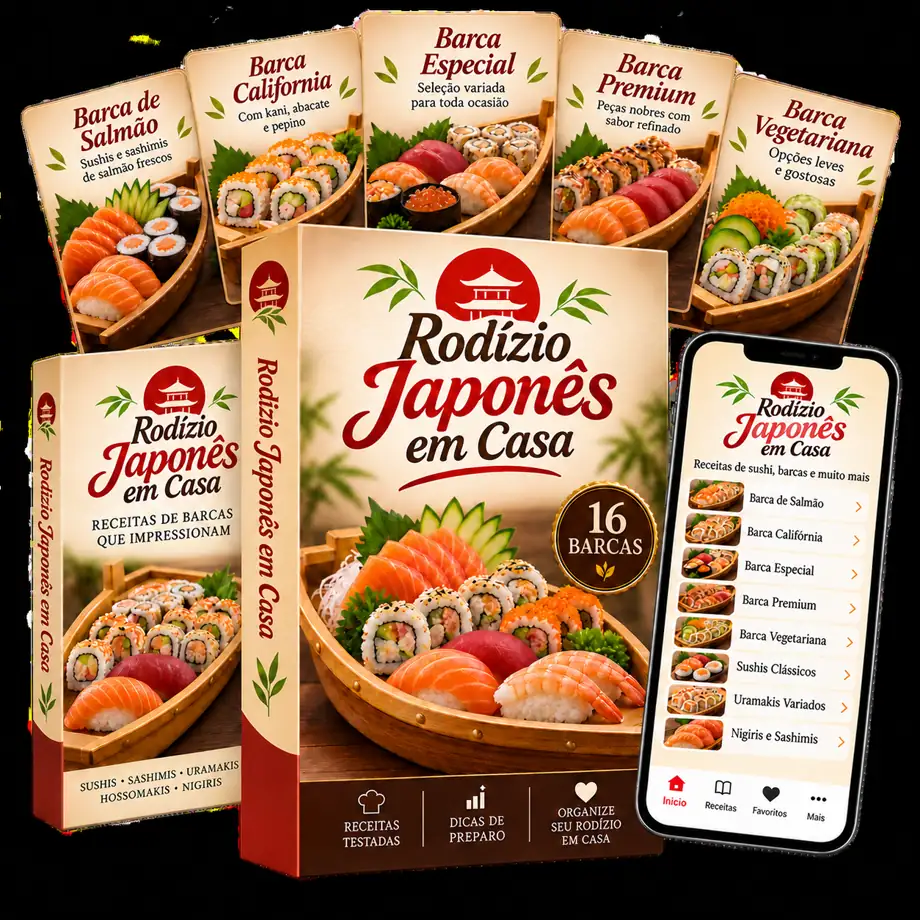 Barca de
Salmão
Sushis e sashimis
de salmão frescos
Barca
California
Com kani, abacate
e pepino
Barca
Especial
Seleção variada
para toda ocasião
Barca
Premium
Peças nobres com
sabor refinado
Barca
Vegetariana
Opções leves
e gostosas
Rodízio Japonês em Casa
Rodízio
Japonês
em Casa
RECEITAS DE BARCAS
QUE IMPRESSIONAM
SUSHIS • SASHIMIS • URAMAKIS
HOSSOMAKIS • NIGIRIS
Rodizio Japonês em Casa
Rodízio
Japonês
em Casa
16
BARCAS
RECEITAS
TESTADAS
DICAS DE
PREPARO
ORGANIZE
SEU RODÍZIO
EM CASA
Rodízio
Japonês
em Casa
Receitas de sushi, barcas e muito mais
Barca de Salmão
Barca Califórnia
Barca Especial
Barca Premium
Barca Vegetariana
Sushis Clássicos
Uramakis Variados
Nigiris e Sashimis
Início
Receitas
Favoritos
Mais